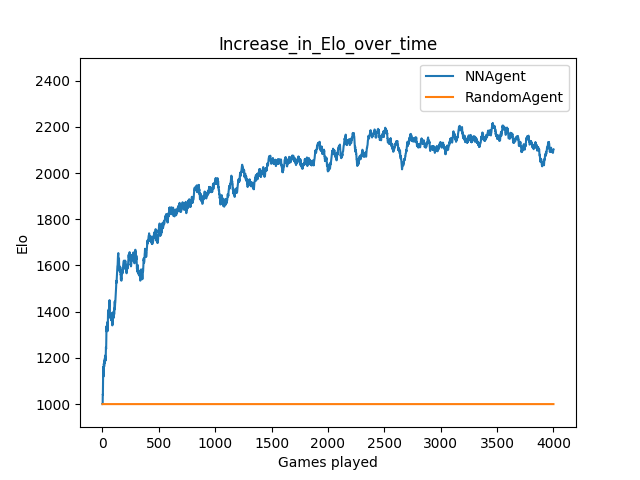 Increase_in_Elo_over_time
NNAgent
RandomAgent
2400
2200
2000
1800
1600
1400
1200
1000
Elo
0 500 1000 1500 2000 2500 3000 3500 4000
Games played